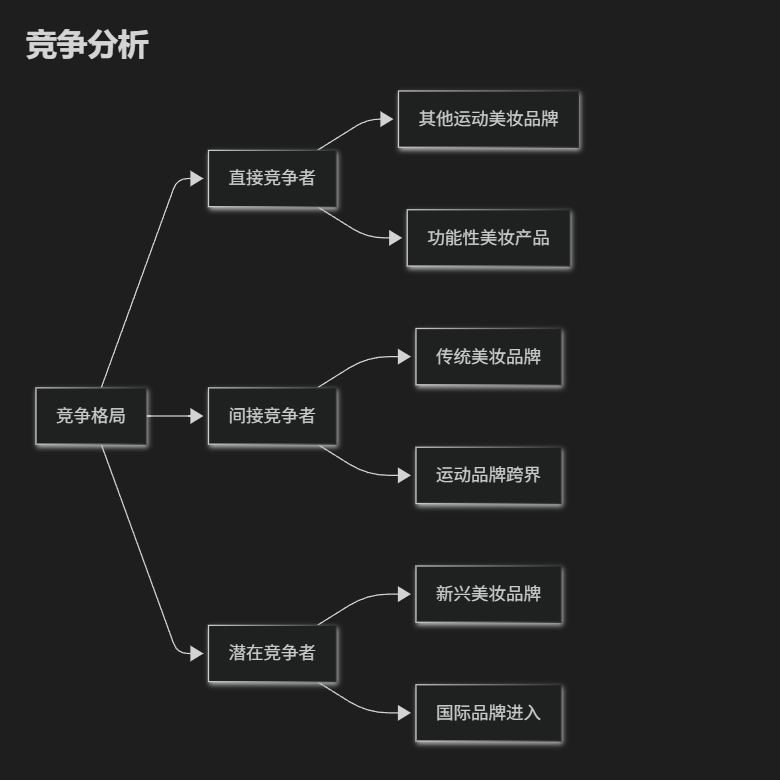 竞争分析
其他运动美妆品牌
直接竞争者
功能性美妆产品
传统美妆品牌
竞争格局
间接竞争者
运动品牌跨界
新兴美妆品牌
潜在竞争者
国际品牌进入